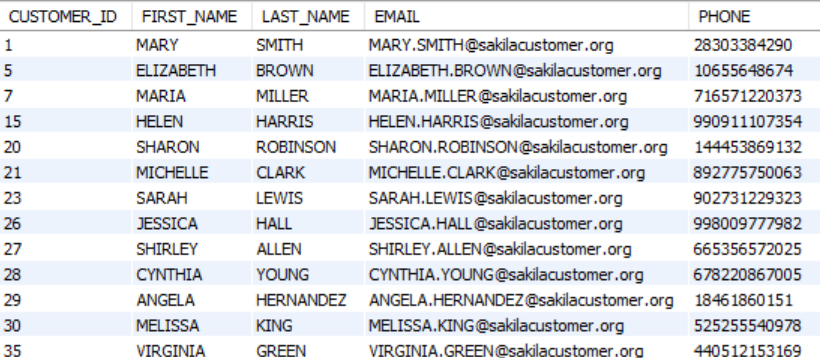 CUSTOMER_ID FIRST_NAME LAST_NAME EMAIL PHONE
1 MARY SMITH MARY.SMITH@sakilacustomer.org 28303384290
5 ELIZABETH BROWN ELIZABETH.BROWN@sakilacustomer.org 10655648674
7 MARIA MILLER MARIA.MILLER@sakilacustomer.org 716571220373
15 HELEN HARRIS HELEN.HARRIS@sakilacustomer.org 990911107354
20 SHARON ROBINSON SHARON.ROBINSON@sakilacustomer.org 144453869132
21 MICHELLE CLARK MICHELLE.CLARK@sakilacustomer.org 892775750063
23 SARAH LEWIS SARAH.LEWIS@sakilacustomer.org 902731229323
26 JESSICA HALL JESSICA.HALL@sakilacustomer.org 998009777982
27 SHIRLEY ALLEN SHIRLEY.ALLEN@sakilacustomer.org 665356572025
28 CYNTHIA YOUNG CYNTHIA.YOUNG@sakilacustomer.org 678220867005
29 ANGELA HERNANDEZ ANGELA.HERNANDEZ@sakilacustomer.org 18461860151
30 MELISSA KING MELISSA.KING@sakilacustomer.org 525255540978
35 VIRGINIA GREEN VIRGINIA.GREEN@sakilacustomer.org 440512153169